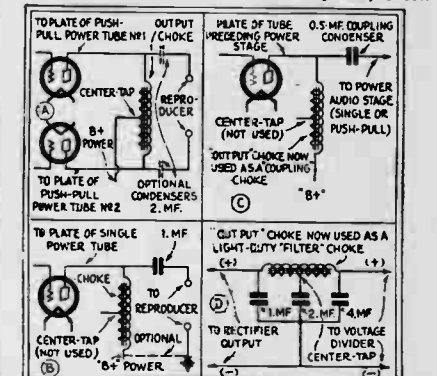 TO PLATE OF PUSH-
PULL POWER TUBE Nº1
OUTPUT
CHOKE
CENTER-TAP
REPRO-
DUCER
A
B+
POWER
TO PLATE OF
PUSH-PULL
POWER TUBE Nº2
OPTIONAL
CONDENSERS
2. MF.
PLATE OF TUBE
PRECEDING POWER
STAGE
0.5-MF. COUPLING
CONDENSER
TO POWER
AUDIO STAGE
(SINGLE OR
PUSH-PULL)
CENTER-TAP
(NOT USED)
"OUTPUT" CHOKE NOW
USED AS A COUPLING
CHOKE
"B+"
C
TO PLATE OF SINGLE
POWER TUBE
1. MF
CHOKE
TO
REPRODUCER
CENTER-TAP
(NOT USED)
OPTIONAL
B
"B+" POWER
"OUTPUT" CHOKE NOW USED AS A
LIGHT-DUTY "FILTER" CHOKE
(+)
(+)
D
1. MF
2. MF.
4. MF
TO RECTIFIER
OUTPUT
TO VOLTAGE
DIVIDER
CENTER-TAP
(-)
(-)